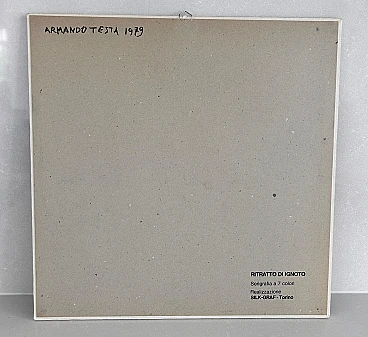 ARMANDO TESTA 1979
RITRATTO DI IGNOTO
Serigrafia a 7 colori
Realizzazione
SILK-GRAF - Torino